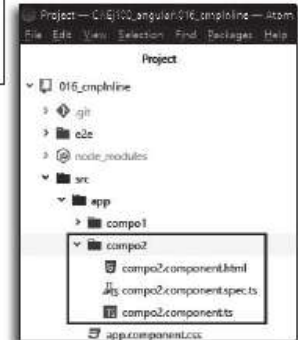 Project — C:\EJ100_angular\016_cmpInline — Atom
File Edit View Selection Find Packages Help
Project
016_cmpInline
.git
e2e
node_modules
src
app
compo1
compo2
compo2.component.html
compo2.component.spec.ts
compo2.component.ts
app.component.css